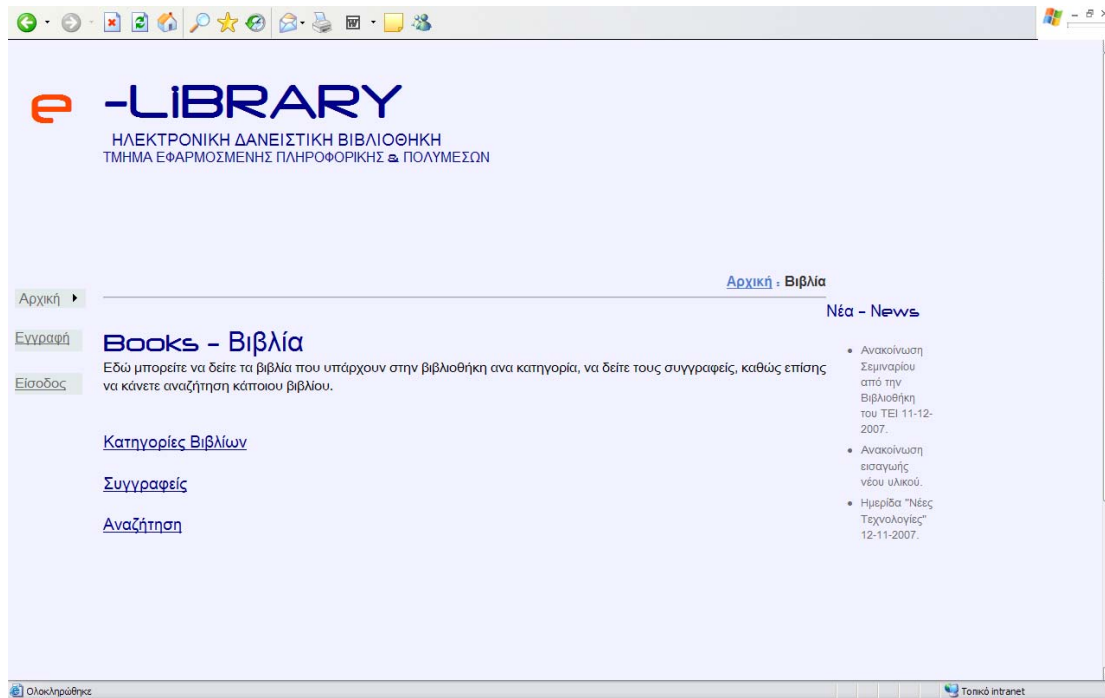 e -LiBRARY
ΗΛΕΚΤΡΟΝΙΚΗ ΔΑΝΕΙΣΤΙΚΗ ΒΙΒΛΙΟΘΗΚΗ
ΤΜΗΜΑ ΕΦΑΡΜΟΣΜΕΝΗΣ ΠΛΗΡΟΦΟΡΙΚΗΣ & ΠΟΛΥΜΕΣΩΝ
Αρχική : Βιβλία
Αρχική
Εγγραφή
Είσοδος
Books - Βιβλία
Εδώ μπορείτε να δείτε τα βιβλία που υπάρχουν στην βιβλιοθήκη ανα κατηγορία, να δείτε τους συγγραφείς, καθώς επίσης
να κάνετε αναζήτηση κάποιου βιβλίου.
Κατηγορίες Βιβλίων
Συγγραφείς
Αναζήτηση
Νέα - News
Ανακοίνωση
Σεμιναρίου
από την
Βιβλιοθήκη
του ΤΕΙ 11-12-
2007.
Ανακοίνωση
εισαγωγής
νέου υλικού.
Ημερίδα "Νέες
Τεχνολογίες"
12-11-2007.
Ολοκληρώθηκε
Τοπικό intranet